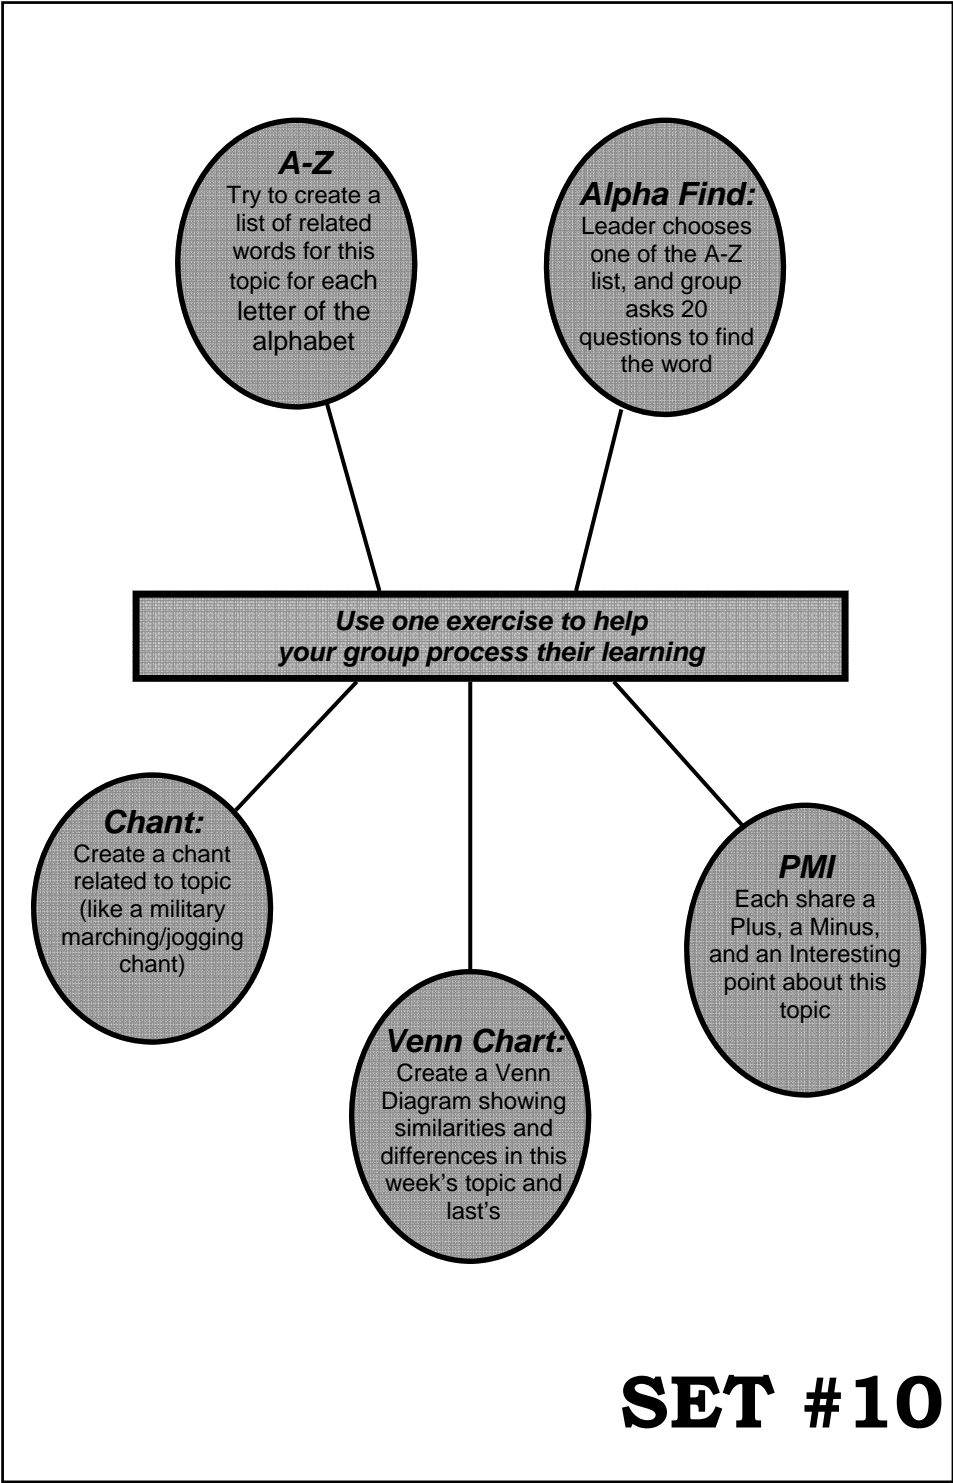 A-Z
Try to create a
list of related
words for this
topic for each
letter of the
alphabet
Alpha Find:
Leader chooses
one of the A-Z
list, and group
asks 20
questions to find
the word
Use one exercise to help
your group process their learning
Chant:
Create a chant
related to topic
(like a military
marching/jogging
chant)
Venn Chart:
Create a Venn
Diagram showing
similarities and
differences in this
week's topic and
last's
PMI
Each share a
Plus, a Minus,
and an Interesting
point about this
topic
SET #10